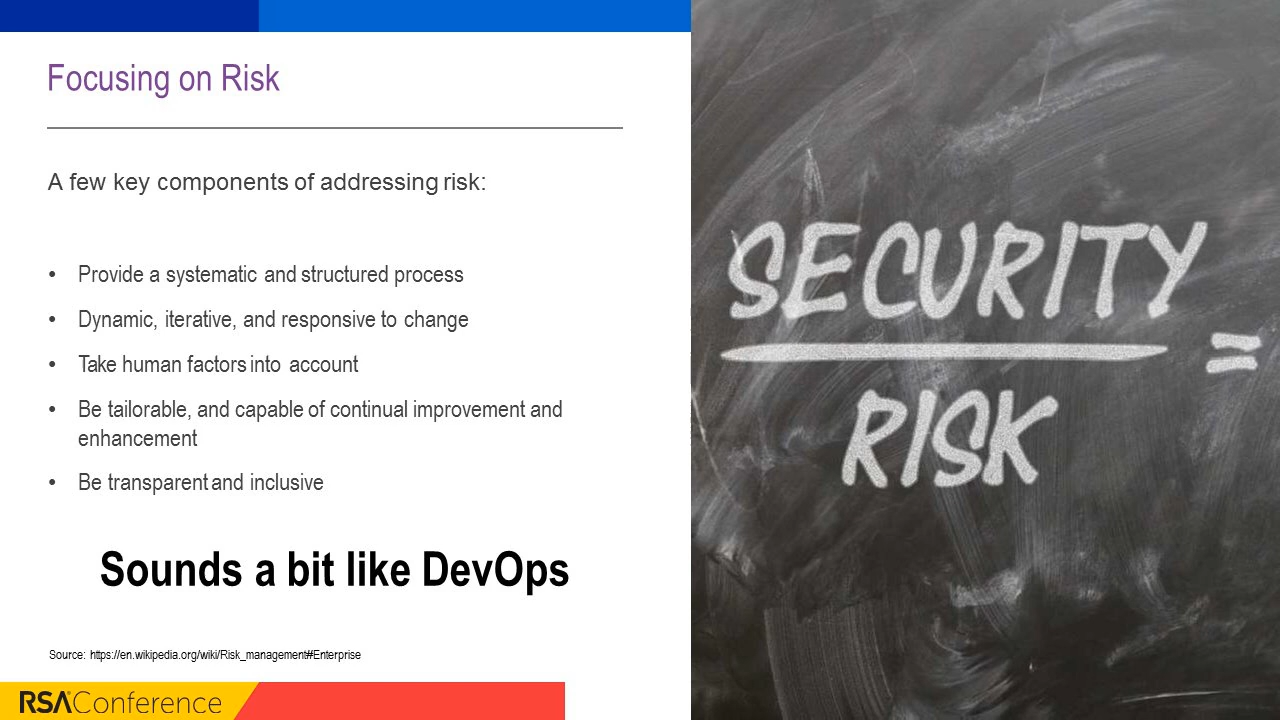 Focusing on Risk
A few key components of addressing risk:
• Provide a systematic and structured process
• Dynamic, iterative, and responsive to change
• Take human factors into account
• Be tailorable, and capable of continual improvement and
enhancement
• Be transparent and inclusive
Sounds a bit like DevOps
Source: https://en.wikipedia.org/wiki/Risk_management#Enterprise
RSA®Conference
SECURITY
=
RISK